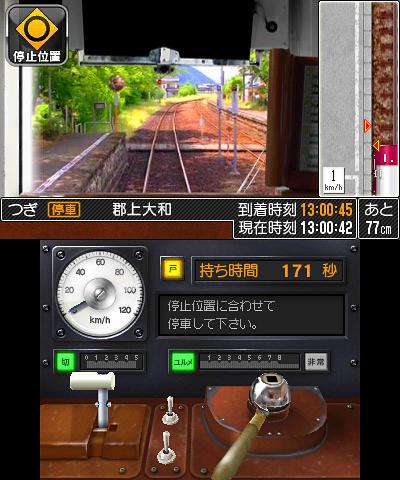 停止位置
1
km/h
1.
つぎ 停車 郡上大和 到着時刻 13:00:45 あと
現在時刻 13:00:42 77cm
20 40 60 80 100 120
km/h
戸 持ち時間 171 秒
停止位置に合わせて
停車して下さい。
切 0 1 2 3 4 5 ユルメ 1 2 3 4 5 6 7 8 非常